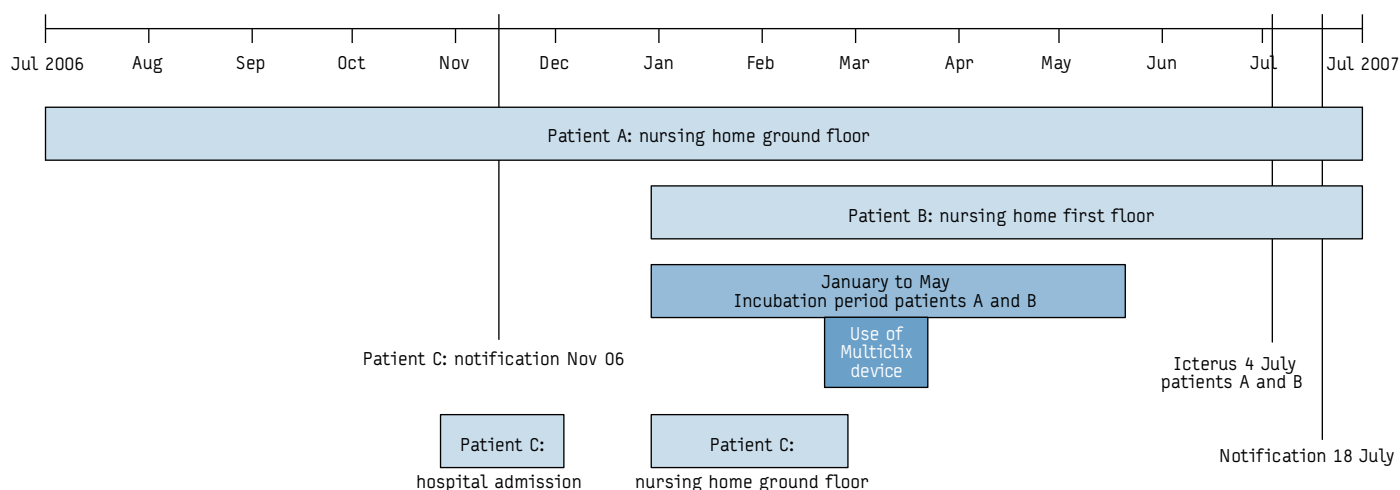 Jul 2006 Aug Sep Oct Nov Dec Jan Feb Mar Apr May Jun Jul Jul 2007
Patient A: nursing home ground floor
Patient B: nursing home first floor
January to May
Incubation period patients A and B
Use of
Multiclix
device
Patient C: notification Nov 06
Icterus 4 July
patients A and B
Patient C:
hospital admission
Patient C:
nursing home ground floor
Notification 18 July